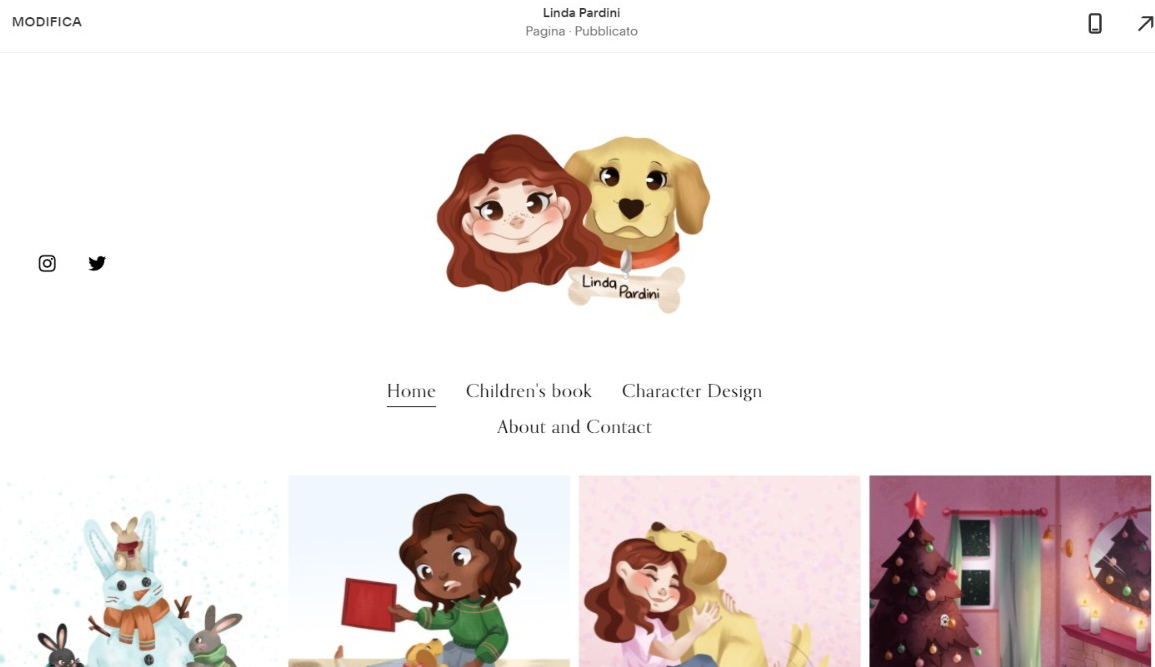 MODIFICA
Linda Pardini
Pagina · Pubblicato
Linda
Pardini
Home Children's book Character Design
About and Contact